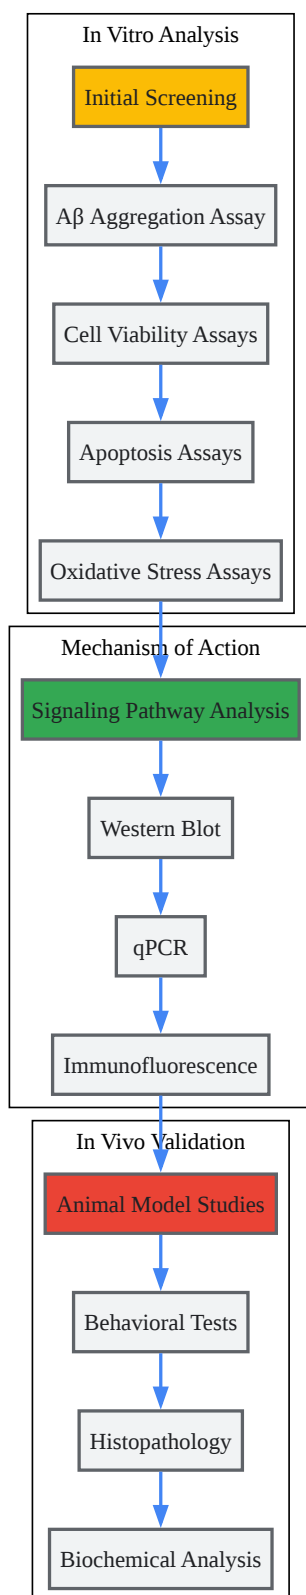 In Vitro Analysis
Initial Screening
Aβ Aggregation Assay
Cell Viability Assays
Apoptosis Assays
Oxidative Stress Assays
Mechanism of Action
Signaling Pathway Analysis
Western Blot
qPCR
Immunofluorescence
In Vivo Validation
Animal Model Studies
Behavioral Tests
Histopathology
Biochemical Analysis